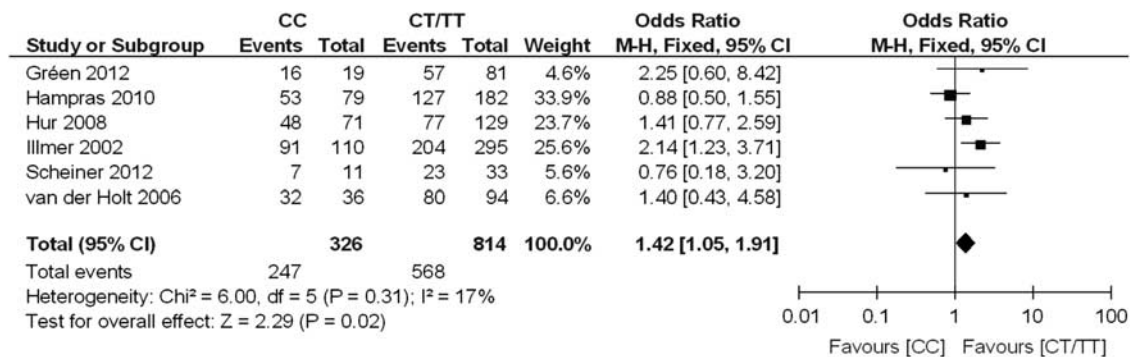 CC CT/TT Odds Ratio Odds Ratio
Study or Subgroup Events Total Events Total Weight M-H, Fixed, 95% CI M-H, Fixed, 95% CI
Gréen 2012 16 19 57 81 4.6% 2.25 [0.60, 8.42]
Hampras 2010 53 79 127 182 33.9% 0.88 [0.50, 1.55]
Hur 2008 48 71 77 129 23.7% 1.41 [0.77, 2.59]
Illmer 2002 91 110 204 295 25.6% 2.14 [1.23, 3.71]
Scheiner 2012 7 11 23 33 5.6% 0.76 [0.18, 3.20]
van der Holt 2006 32 36 80 94 6.6% 1.40 [0.43, 4.58]
Total (95% CI) 326 814 100.0% 1.42 [1.05, 1.91]
Total events 247 568
Heterogeneity: Chi² = 6.00, df = 5 (P = 0.31); I² = 17%
Test for overall effect: Z = 2.29 (P = 0.02)
0.01 0.1 1 10 100
Favours [CC] Favours [CT/TT]